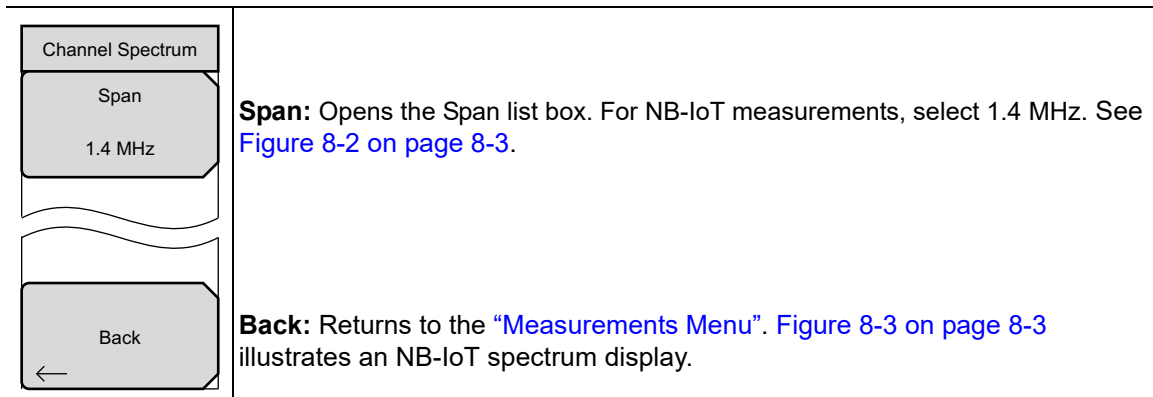 Channel Spectrum
Span
1.4 MHz
Span: Opens the Span list box. For NB-IoT measurements, select 1.4 MHz. See
Figure 8-2 on page 8-3.
Back
Back: Returns to the “Measurements Menu”. Figure 8-3 on page 8-3
illustrates an NB-IoT spectrum display.